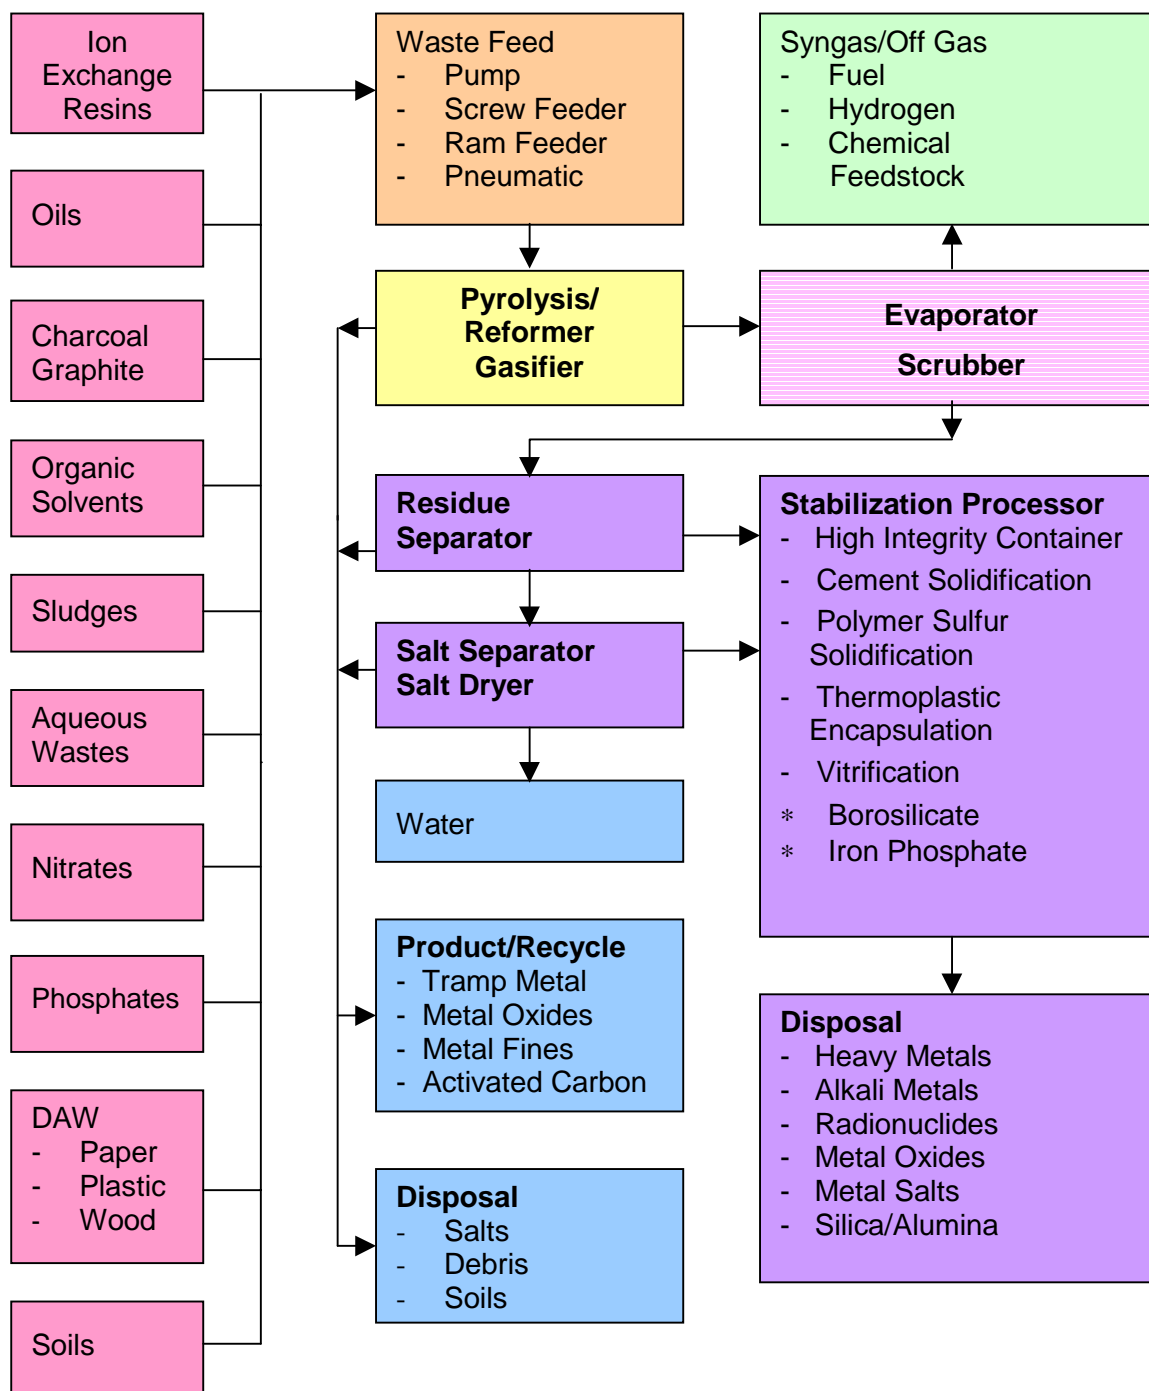 Ion
Exchange
Resins
Oils
Charcoal
Graphite
Organic
Solvents
Sludges
Aqueous
Wastes
Nitrates
Phosphates
DAW
- Paper
- Plastic
- Wood
Soils
Waste Feed
- Pump
- Screw Feeder
- Ram Feeder
- Pneumatic
Pyrolysis/
Reformer
Gasifier
Residue
Separator
Salt Separator
Salt Dryer
Water
Product/Recycle
- Tramp Metal
- Metal Oxides
- Metal Fines
- Activated Carbon
Disposal
- Salts
- Debris
- Soils
Syngas/Off Gas
- Fuel
- Hydrogen
- Chemical
Feedstock
Evaporator
Scrubber
Stabilization Processor
- High Integrity Container
- Cement Solidification
- Polymer Sulfur
Solidification
- Thermoplastic
Encapsulation
- Vitrification
* Borosilicate
* Iron Phosphate
Disposal
- Heavy Metals
- Alkali Metals
- Radionuclides
- Metal Oxides
- Metal Salts
- Silica/Alumina